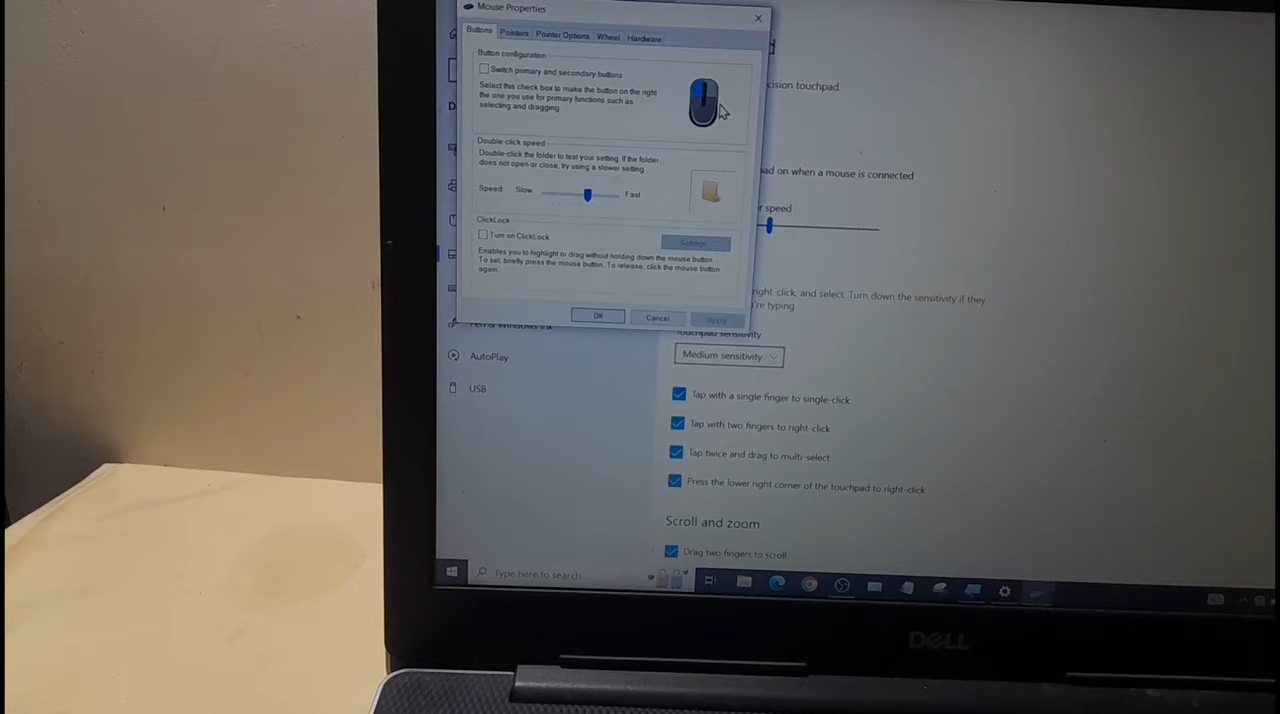 Mouse Properties
Buttons Pointers Pointer Options Wheel Hardware
Button configuration
Switch primary and secondary buttons
Select this check box to make the button on the right
the one you use for primary functions such as
selecting and dragging
Double-click speed
Double-click the folder to test your setting. If the folder
does not open or close, try using a slower setting
Speed: Slow Fast
ClickLock
Turn on ClickLock
Settings...
Enables you to highlight or drag without holding down the mouse button.
To set, briefly press the mouse button. To release, click the mouse button
again.
OK Cancel Apply
AutoPlay
USB
cision touchpad.
ad on when a mouse is connected
r speed
right-click, and select. Turn down the sensitivity if they
're typing
Touchpad sensitivity
Medium sensitivity
Tap with a single finger to single-click
Tap with two fingers to right-click
Tap twice and drag to multi-select
Press the lower right corner of the touchpad to right-click
Scroll and zoom
Drag two fingers to scroll
Type here to search
DELL